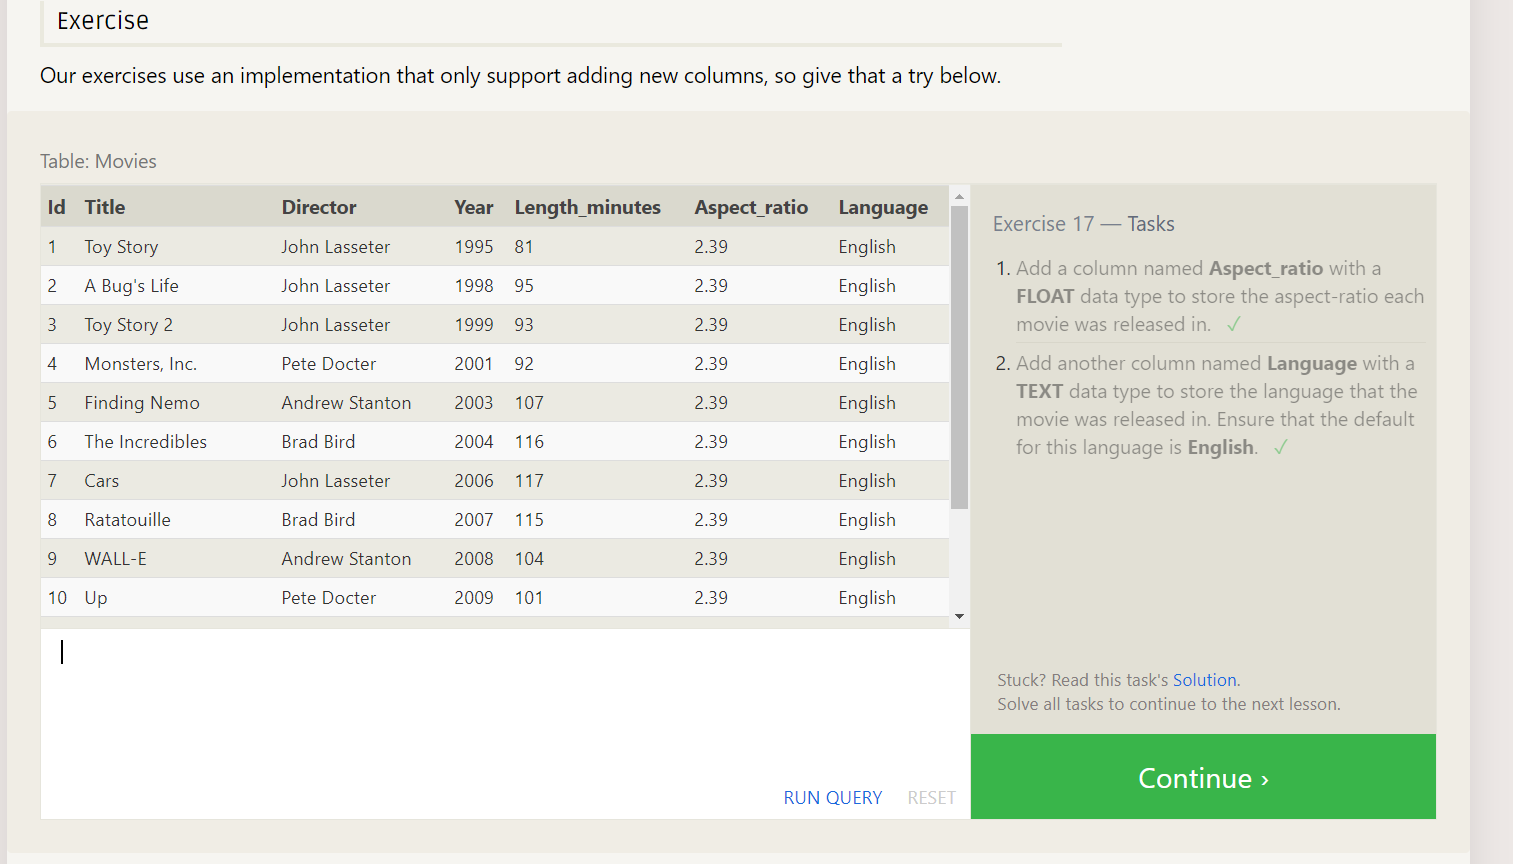 Exercise
Our exercises use an implementation that only support adding new columns, so give that a try below.
Table: Movies
Id Title Director Year Length_minutes Aspect_ratio Language
1 Toy Story John Lasseter 1995 81 2.39 English
2 A Bug's Life John Lasseter 1998 95 2.39 English
3 Toy Story 2 John Lasseter 1999 93 2.39 English
4 Monsters, Inc. Pete Docter 2001 92 2.39 English
5 Finding Nemo Andrew Stanton 2003 107 2.39 English
6 The Incredibles Brad Bird 2004 116 2.39 English
7 Cars John Lasseter 2006 117 2.39 English
8 Ratatouille Brad Bird 2007 115 2.39 English
9 WALL-E Andrew Stanton 2008 104 2.39 English
10 Up Pete Docter 2009 101 2.39 English
RUN QUERY RESET
Exercise 17 — Tasks
1. Add a column named Aspect_ratio with a
FLOAT data type to store the aspect-ratio each
movie was released in. ✓
2. Add another column named Language with a
TEXT data type to store the language that the
movie was released in. Ensure that the default
for this language is English. ✓
Stuck? Read this task's Solution.
Solve all tasks to continue to the next lesson.
Continue ›